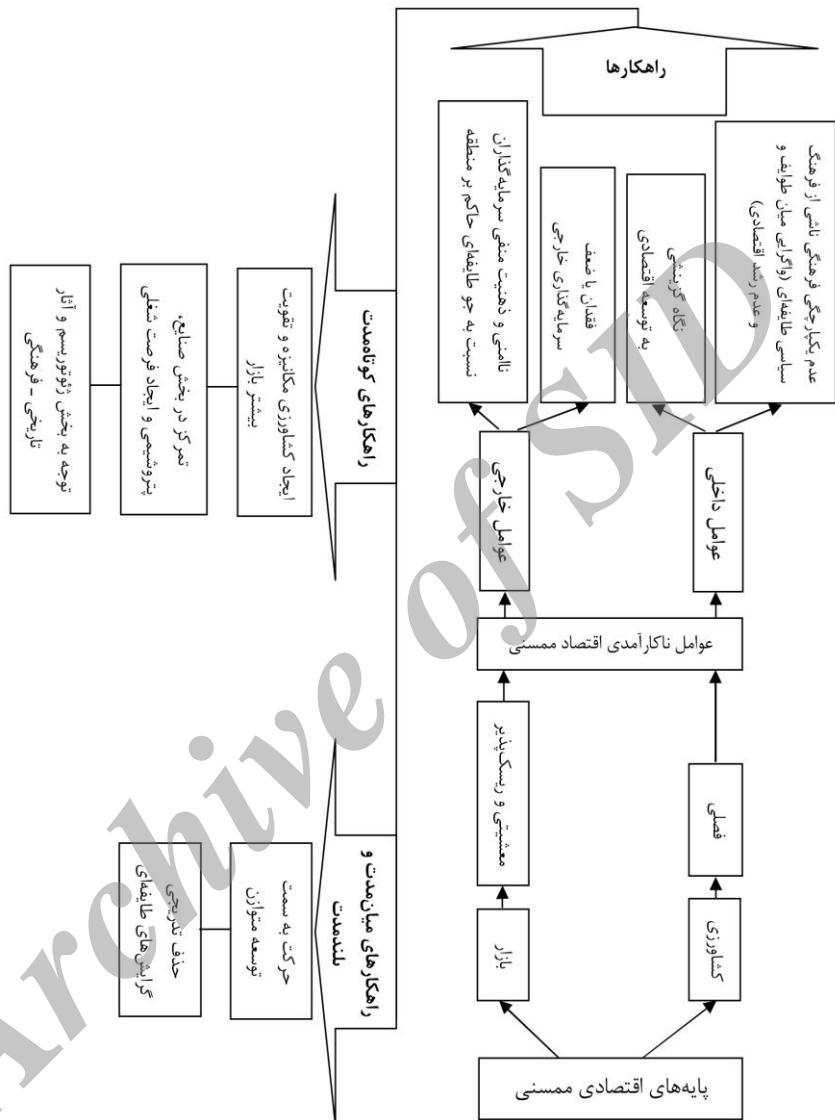 پایه‌های اقتصادی ممسنی
کشاورزی
بازار
فصلی
معشیتی و ریسک‌پذیر
عوامل ناکارآمدی اقتصاد ممسنی
عوامل داخلی
عوامل خارجی
عدم یکپارچگی فرهنگی ناشی از فرهنگ
سیاسی طایفه‌ای (واگرایی میان طوایف و
و عدم رشد اقتصادی)
نگاه گزینشی
به توسعه اقتصادی
فقدان یا ضعف
سرمایه‌گذاری خارجی
ناامنی و ذهنیت منفی سرمایه‌گذاران
نسبت به جو طایفه‌ای حاکم بر منطقه
راهکارها
راهکارهای کوتاه‌مدت
ایجاد کشاورزی مکانیزه و تقویت
بیشتر بازار
تمرکز در بخش صنایع،
پتروشیمی و ایجاد فرصت شغلی
توجه به بخش ژئوتوریسم و آثار
تاریخی - فرهنگی
راهکارهای میان‌مدت و
بلندمدت
حرکت به سمت
توسعه متوازن
حذف تدریجی
گرایش‌های طایفه‌ای
Archive of SID